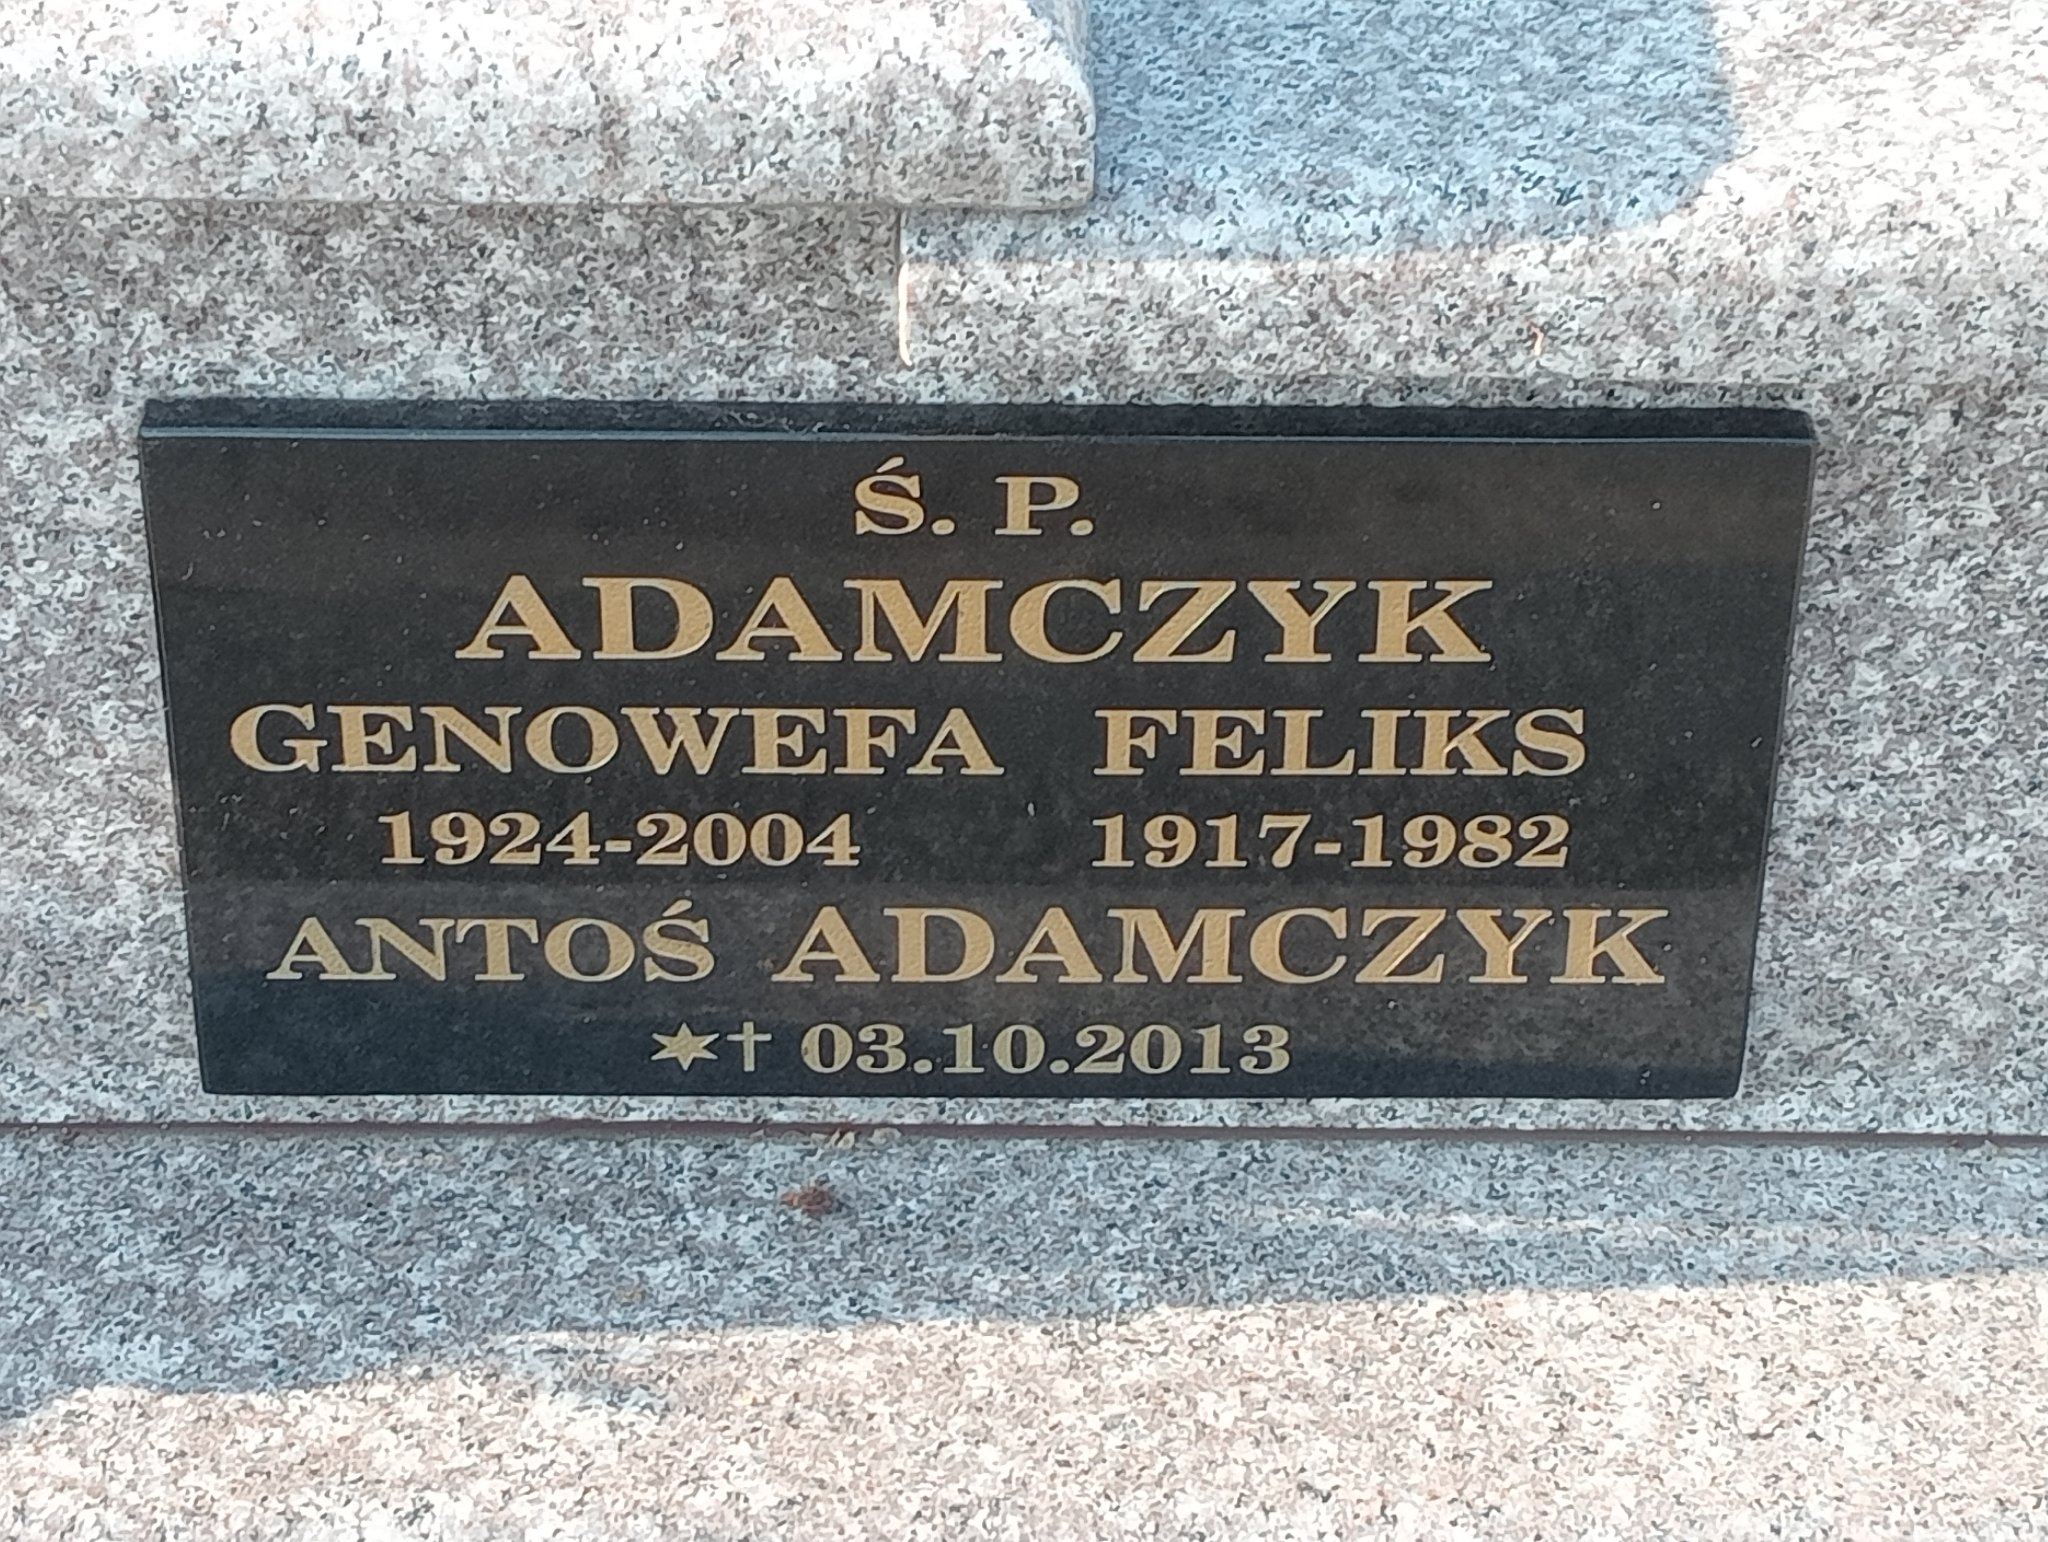 Ś. P.
ADAMCZYK
GENOWEFA FELIKS
1924-2004 1917-1982
ANTOŚ ADAMCZYK
✶† 03.10.2013